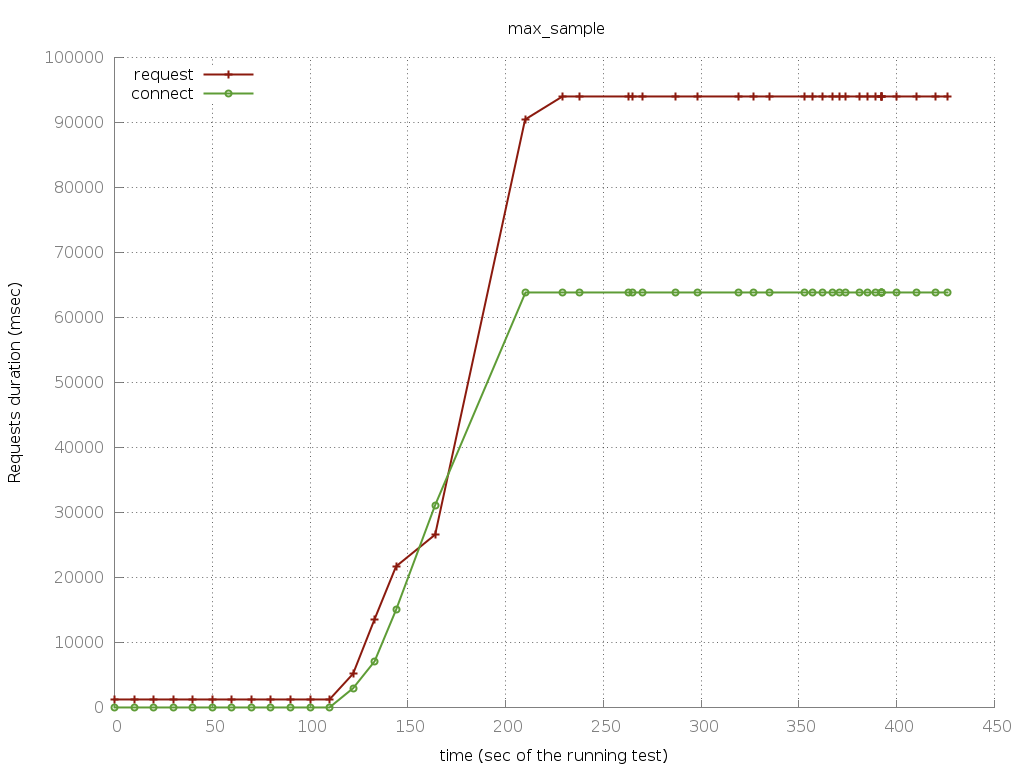 max_sample
request
connect
100000
90000
80000
70000
60000
50000
40000
30000
20000
10000
0
Requests duration (msec)
0 50 100 150 200 250 300 350 400 450
time (sec of the running test)